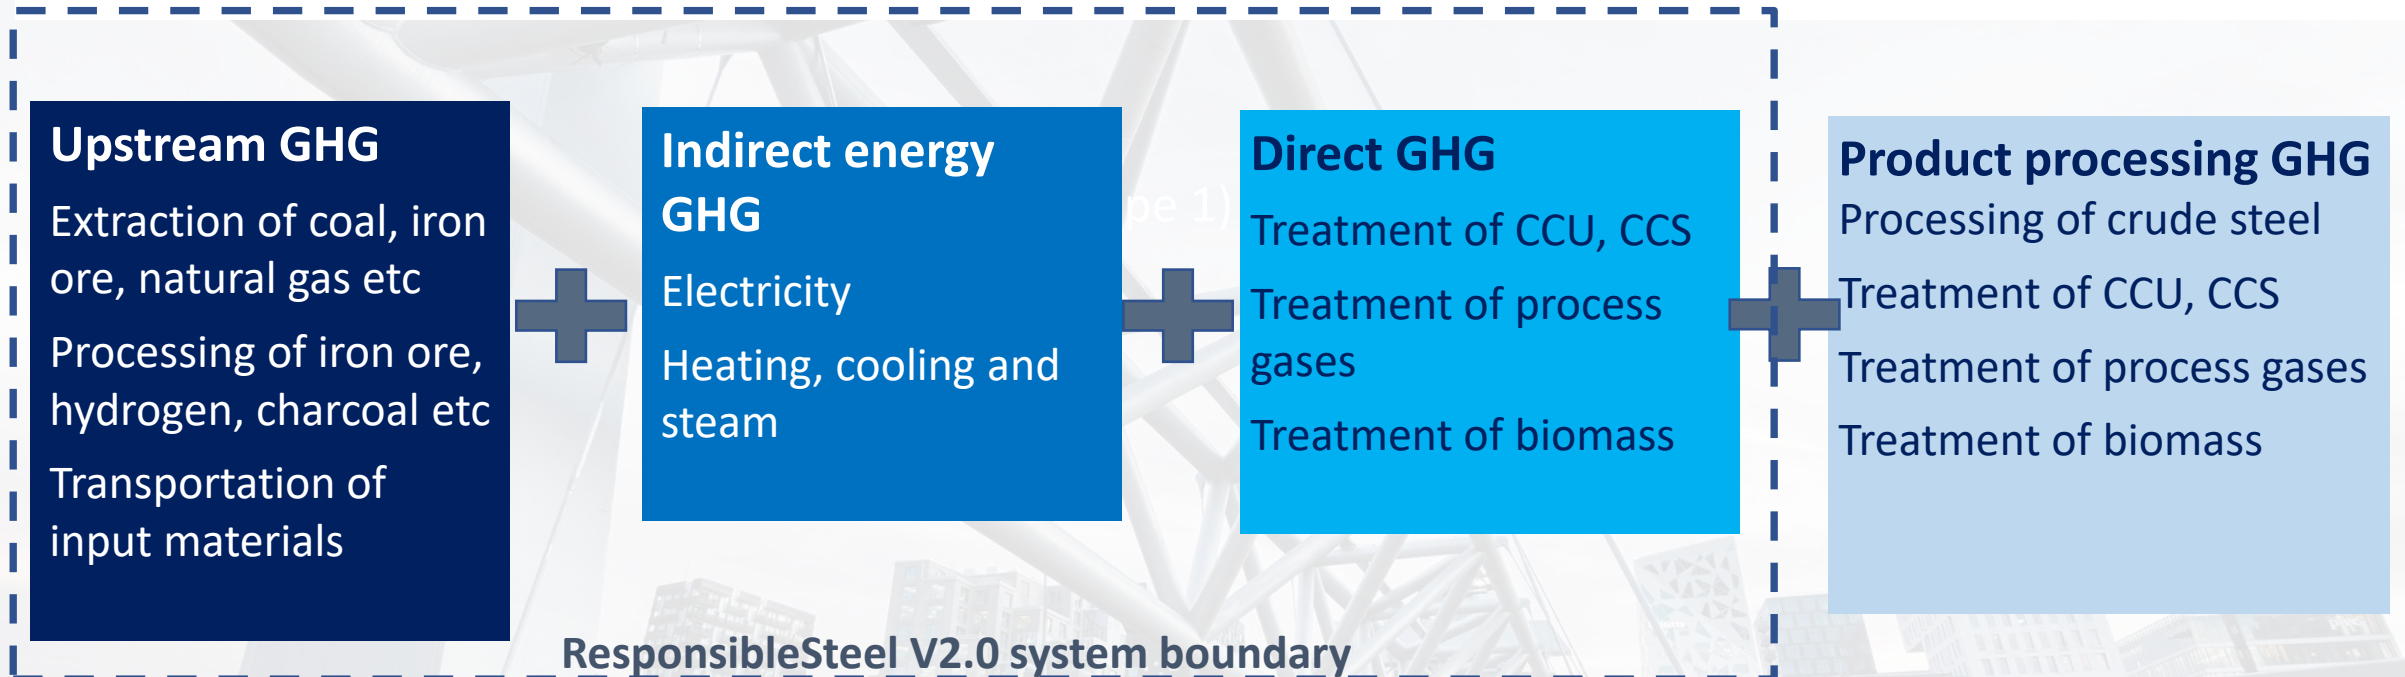 Upstream GHG
Extraction of coal, iron
ore, natural gas etc
Processing of iron ore,
hydrogen, charcoal etc
Transportation of
input materials
Indirect energy
GHG
Electricity
Heating, cooling and
steam
pe 1)
Direct GHG
Treatment of CCU, CCS
Treatment of process
gases
Treatment of biomass
Product processing GHG
Processing of crude steel
Treatment of CCU, CCS
Treatment of process gases
Treatment of biomass
ResponsibleSteel V2.0 system boundary